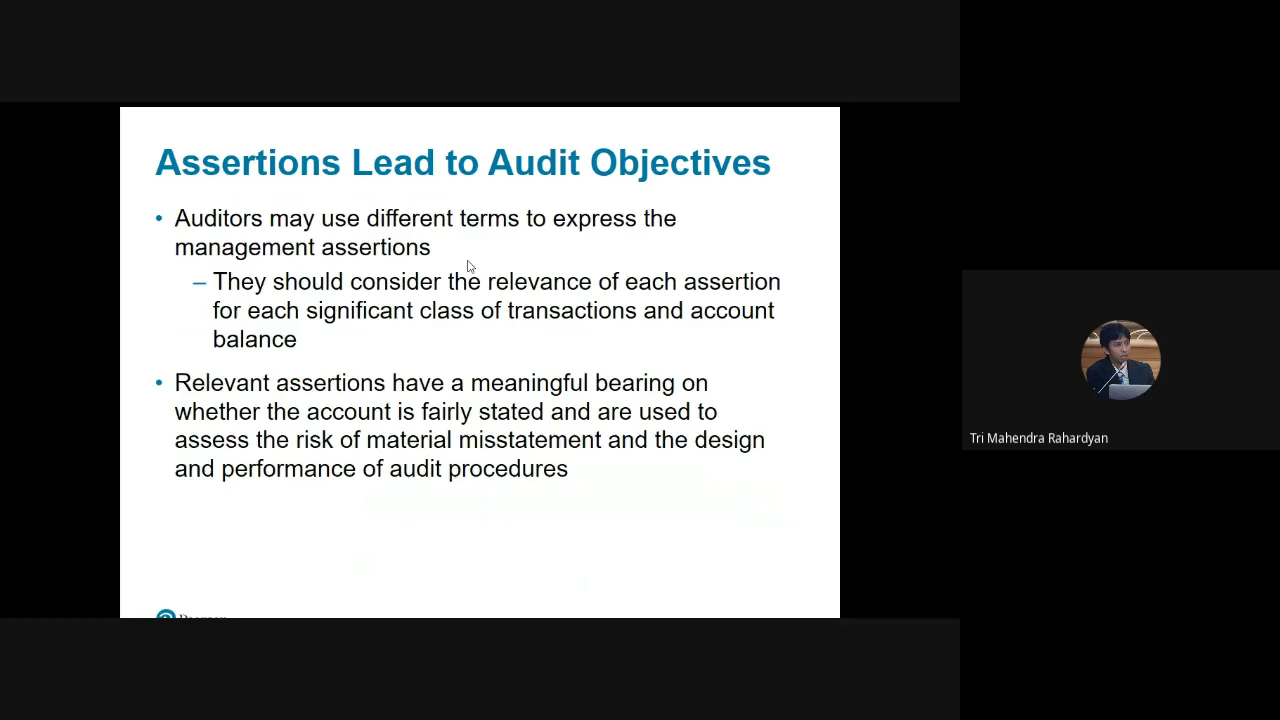 Assertions Lead to Audit Objectives
• Auditors may use different terms to express the
management assertions
– They should consider the relevance of each assertion
for each significant class of transactions and account
balance
• Relevant assertions have a meaningful bearing on
whether the account is fairly stated and are used to
assess the risk of material misstatement and the design
and performance of audit procedures
Tri Mahendra Rahardyan